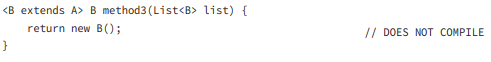 <B extends A> B method3(List<B> list) {
    return new B();                                   // DOES NOT COMPILE
}